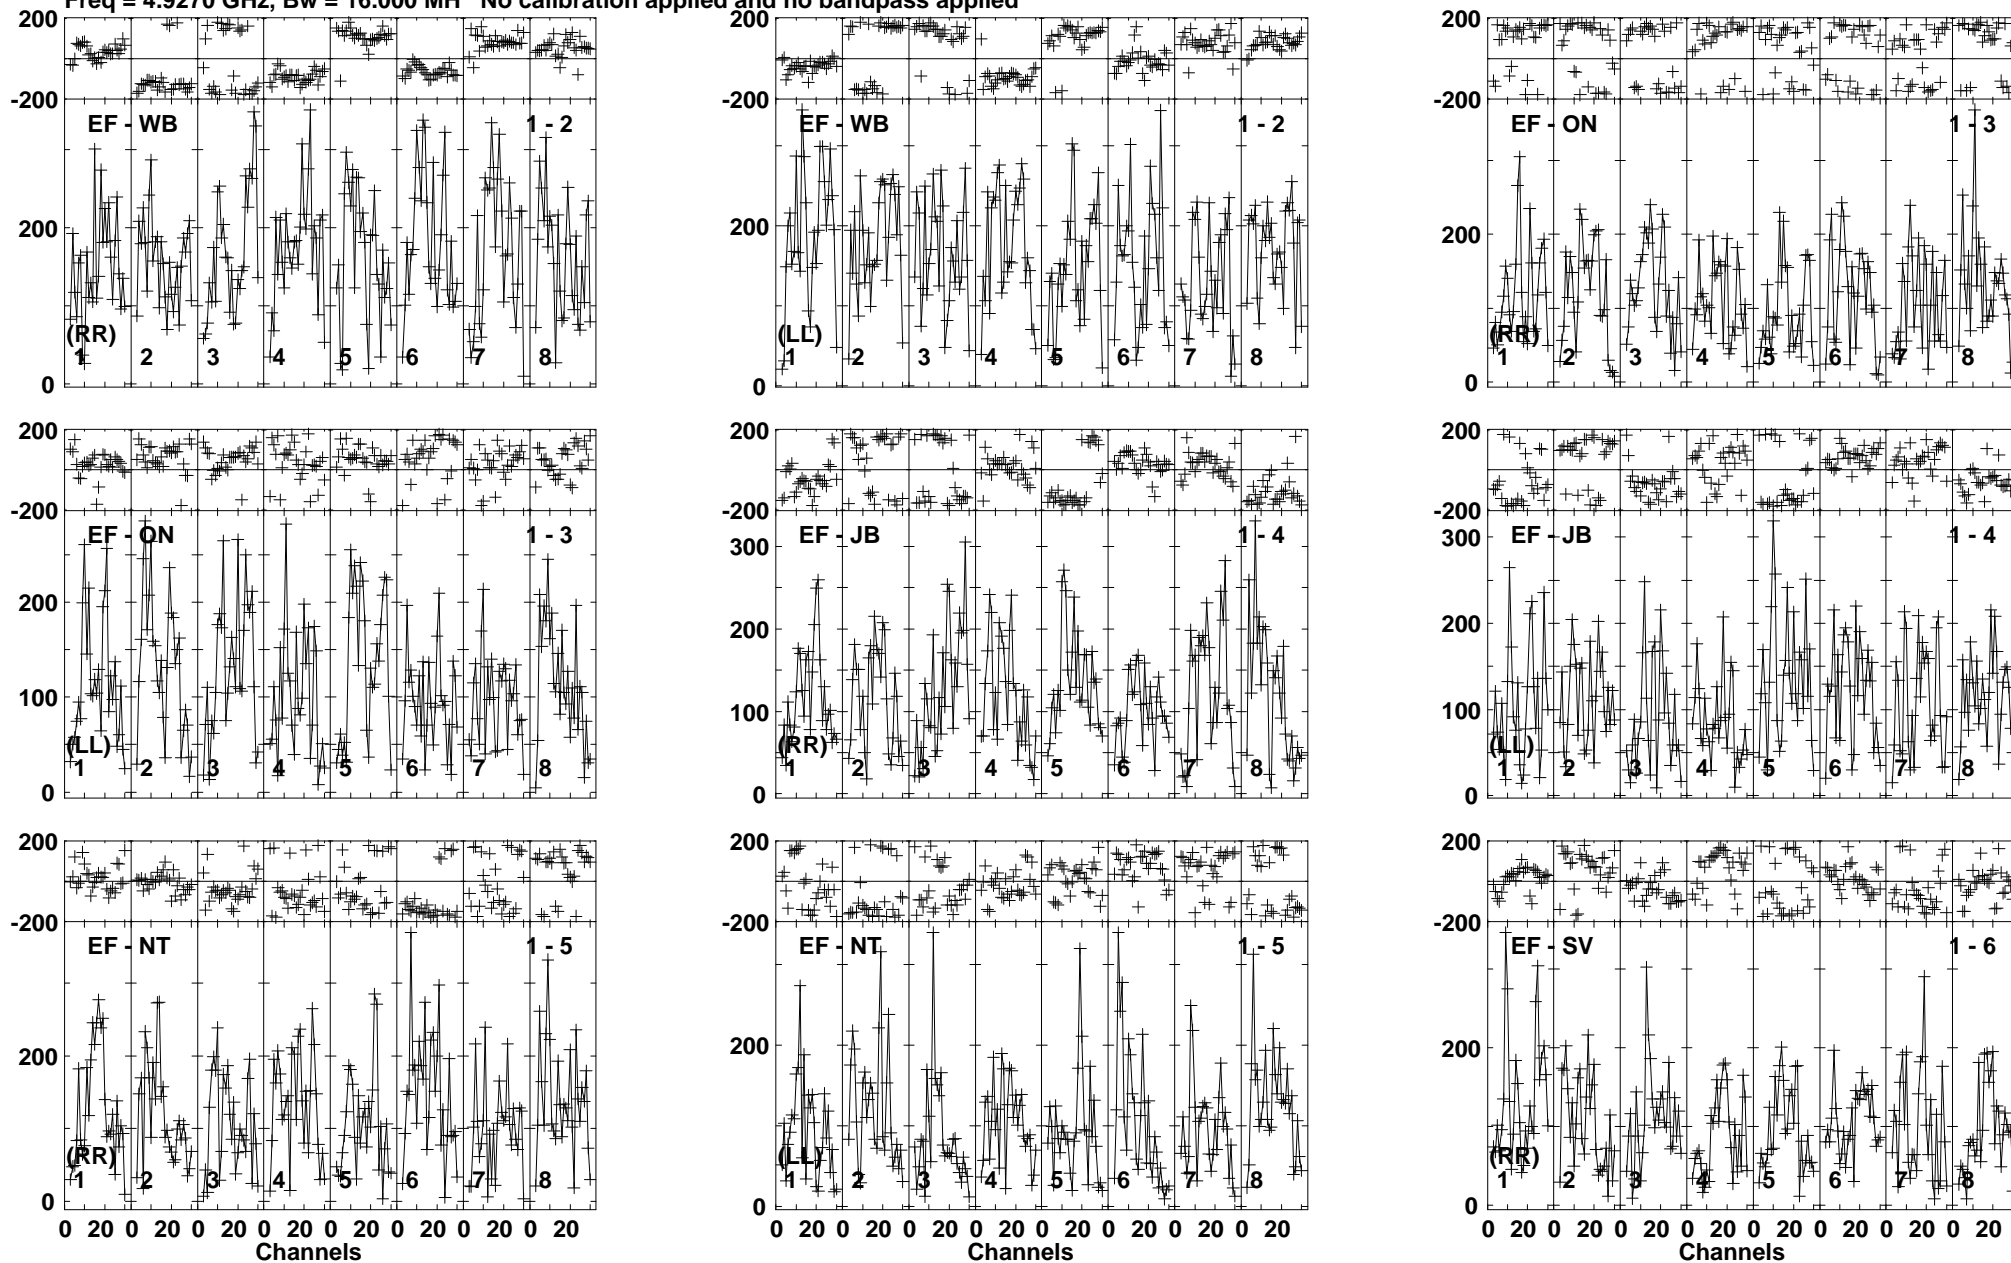 Freq = 4.9270 GHz, Bw = 16.000 MH No calibration applied and no bandpass applied
200 200 200
-200 -200 -200
EF - WB 1 - 2 EF - WB 1 - 2 EF - ON 1 - 3
200 200 200
(RR) (LL) (RR)
1 2 3 4 5 6 7 8 1 2 3 4 5 6 7 8 1 2 3 4 5 6 7 8
0 0 0
200 200 200
-200 -200 -200
EF - ON 1 - 3 EF - JB 1 - 4 EF - JB 1 - 4
300 300
200 200 200
100 100 100
(LL) (RR) (LL)
1 2 3 4 5 6 7 8 1 2 3 4 5 6 7 8 1 2 3 4 5 6 7 8
0 0 0
200 200 200
-200 -200 -200
EF - NT 1 - 5 EF - NT 1 - 5 EF - SV 1 - 6
200 200 200
(RR) (LL) (RR)
1 2 3 4 5 6 7 8 1 2 3 4 5 6 7 8 1 2 3 4 5 6 7 8
0 0 0
0 20 0 20 0 20 0 20 0 20 0 20 0 20 0 20 0 20 0 20 0 20 0 20 0 20 0 20 0 20 0 20 0 20 0 20 0 20 0 20 0 20 0 20 0 20 0 20
Channels Channels Channels